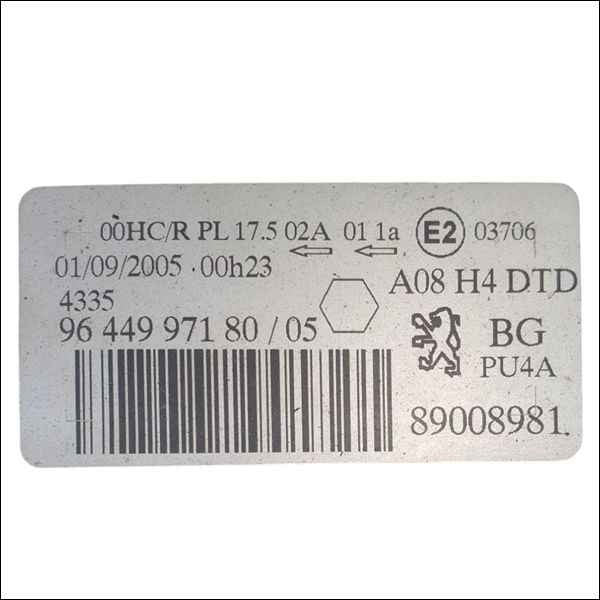 00HC/R PL 17.5 02A 01 1a E2 03706
01/09/2005 · 00h23
A08 H4 DTD
4335
96 449 971 80 / 05
BG
PU4A
89008981